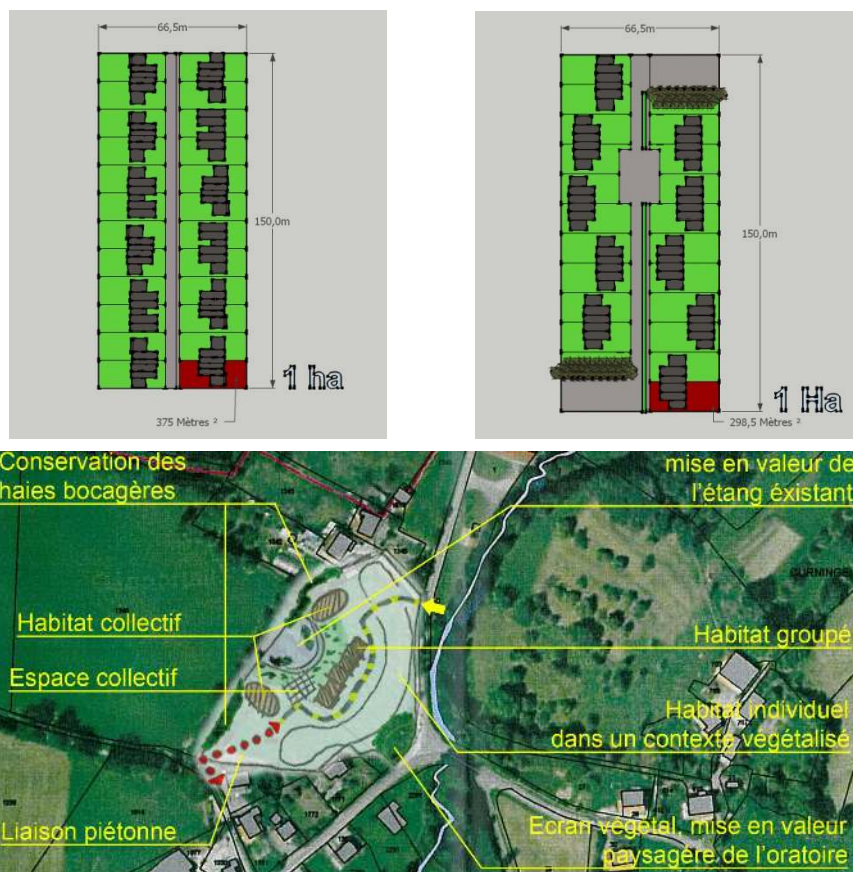 66,5m
150,0m
1 ha
375 Mètres ²
66,5m
150,0m
1 Ha
298,5 Mètres ²
Conservation des
haies bocagères
mise en valeur de
l'étang éxistant
Habitat collectif
Habitat groupé
Espace collectif
Habitat individuel
dans un contexte végétalisé
Liaison piétonne
Ecran végétal, mise en valeur
paysagère de l'oratoire